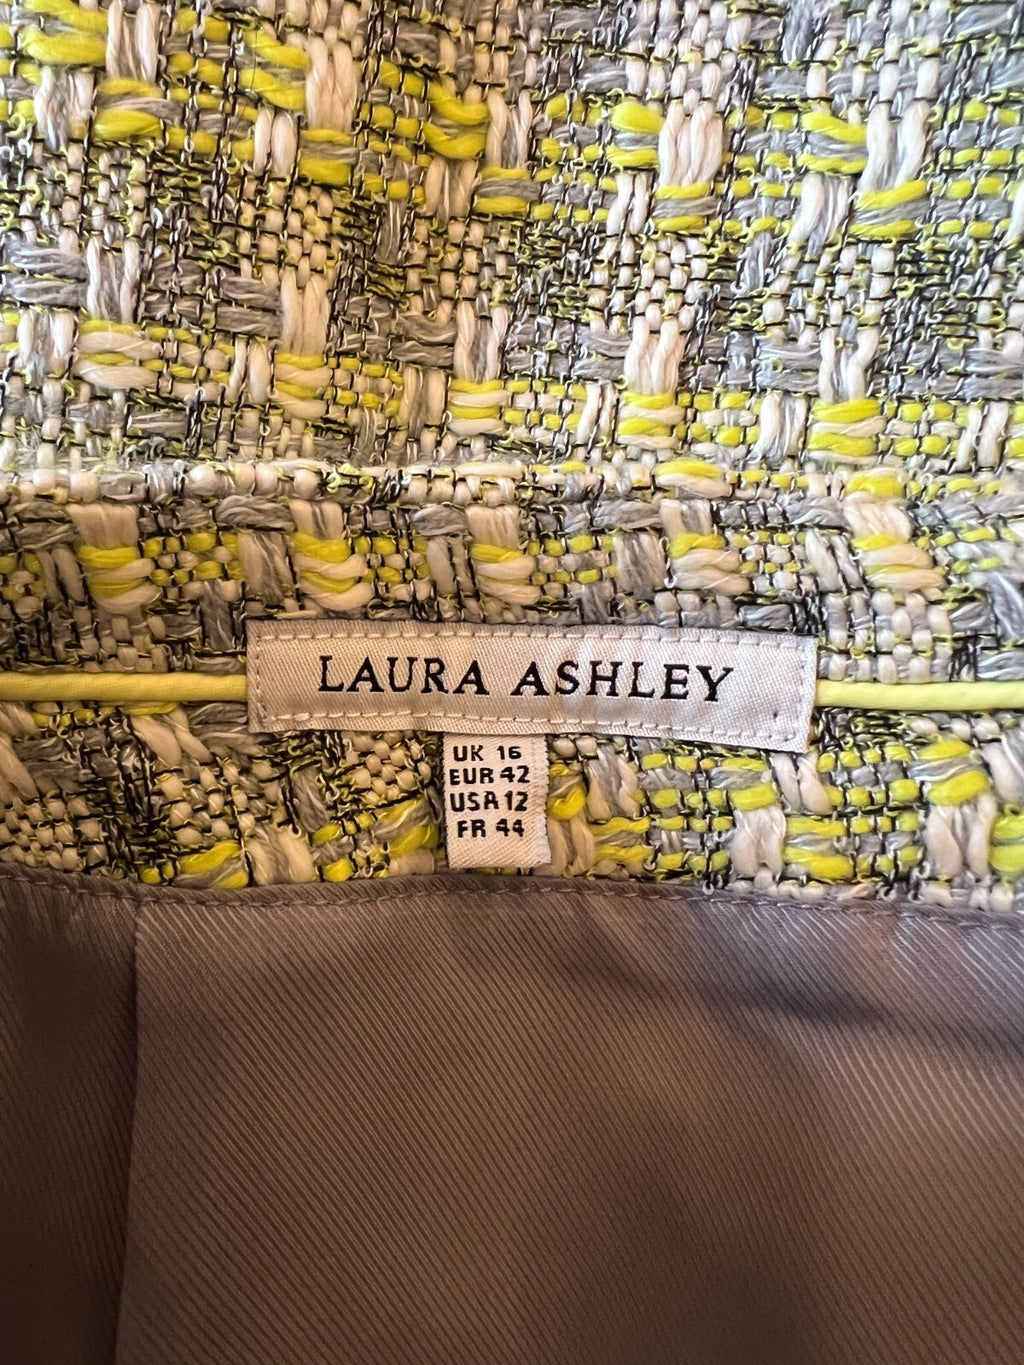 LAURA ASHLEY
UK 16
EUR 42
USA 12
FR 44